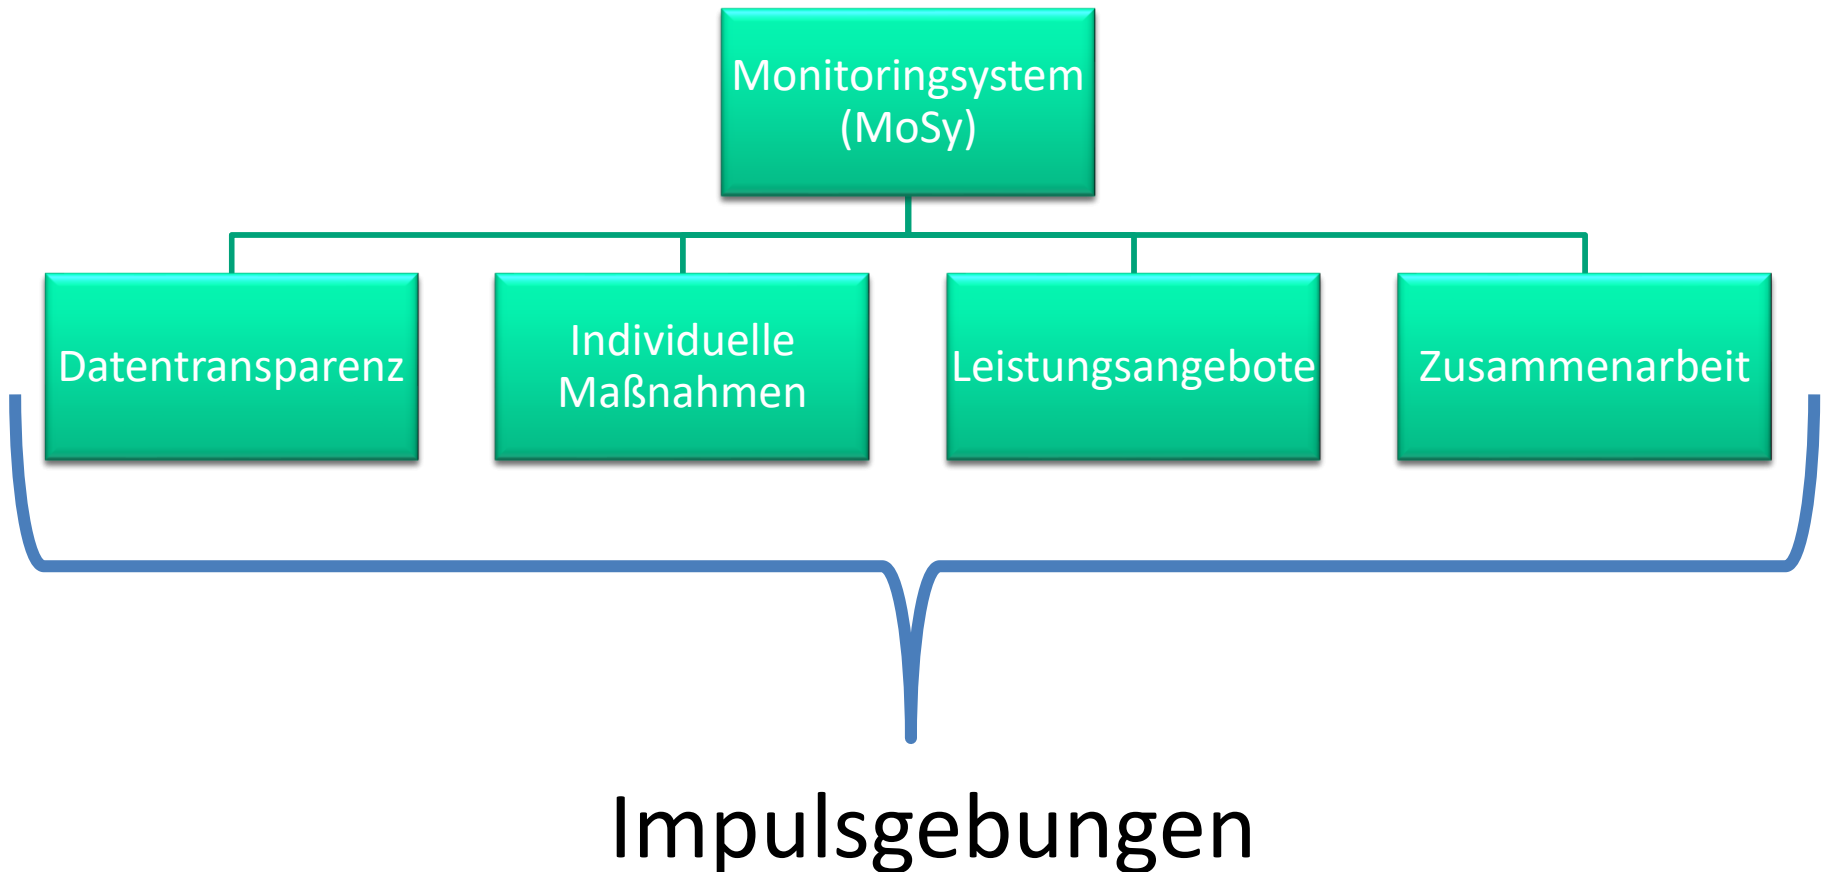 Monitoringsystem
(MoSy)
Datentransparenz
Individuelle
Maßnahmen
Leistungsangebote
Zusammenarbeit
Impulsgebungen